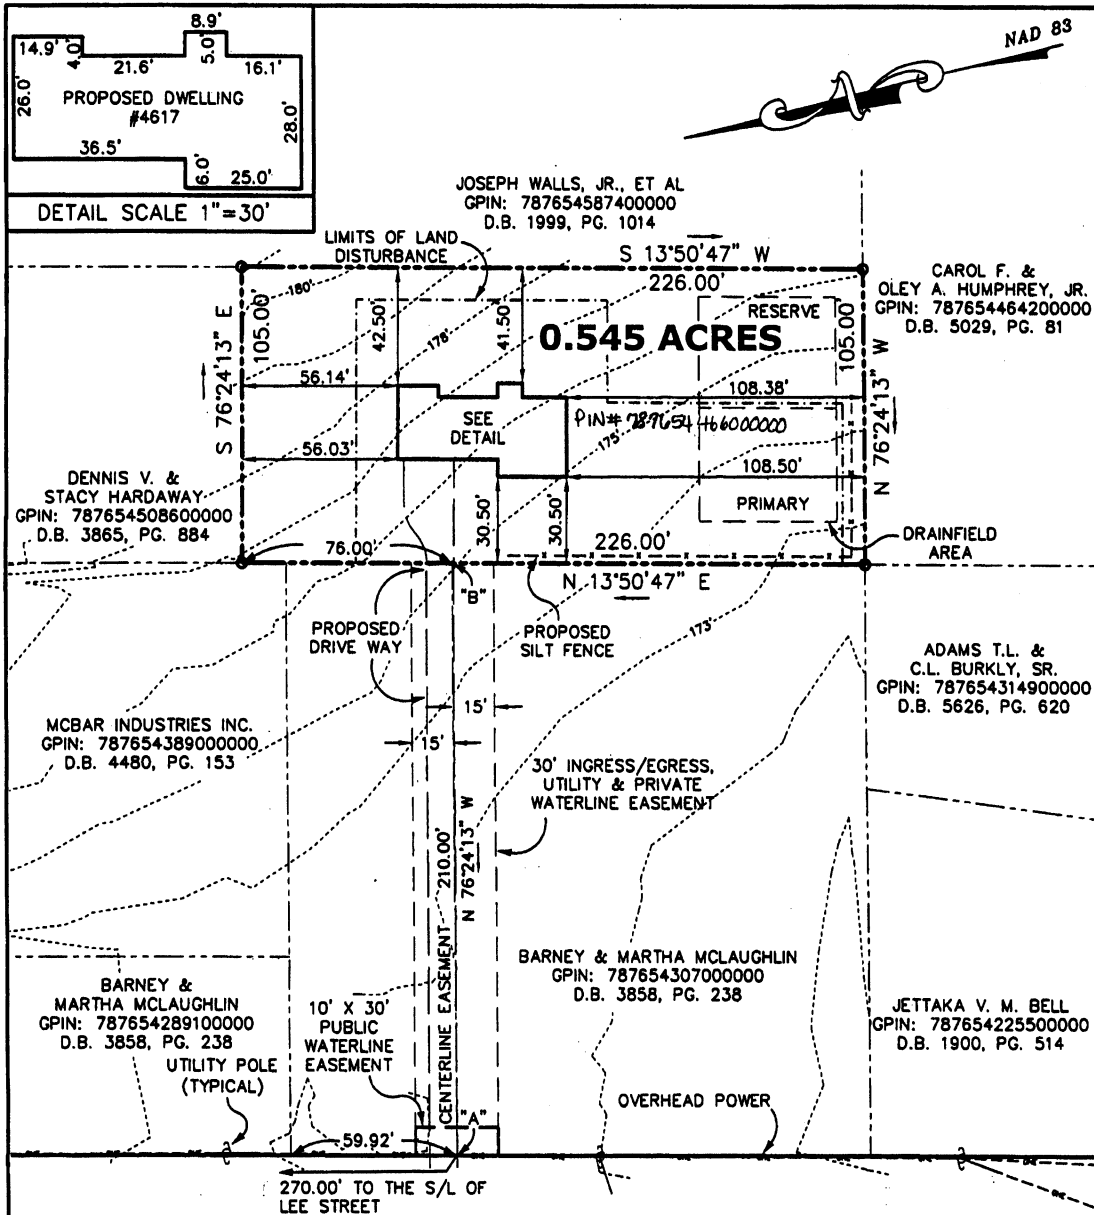 8.9'
14.9'
4.0'
5.0'
21.6'
16.1'
26.0'
PROPOSED DWELLING
#4617
28.0'
36.5'
6.0'
25.0'
DETAIL SCALE 1"=30'
NAD 83
N
JOSEPH WALLS, JR., ET AL
GPIN: 787654587400000
D.B. 1999, PG. 1014
LIMITS OF LAND
DISTURBANCE
S 13°50'47" W
226.00'
CAROL F. &
OLEY A. HUMPHREY, JR.
GPIN: 787654464200000
D.B. 5029, PG. 81
180'
S 76°24'13" E
105.00'
42.50'
178'
41.50'
0.545 ACRES
RESERVE
105.00'
N 76°24'13" W
56.14'
108.38'
SEE
DETAIL
PIN# 787654466000000
175'
56.03'
108.50'
DENNIS V. &
STACY HARDAWAY
GPIN: 787654508600000
D.B. 3865, PG. 884
30.50'
30.50'
PRIMARY
DRAINFIELD
AREA
76.00'
226.00'
N 13°50'47" E
"B"
PROPOSED
DRIVE WAY
PROPOSED
SILT FENCE
173'
ADAMS T.L. &
C.L. BURKLY, SR.
GPIN: 787654314900000
D.B. 5626, PG. 620
15'
15'
MCBAR INDUSTRIES INC.
GPIN: 787654389000000
D.B. 4480, PG. 153
30' INGRESS/EGRESS,
UTILITY & PRIVATE
WATERLINE EASEMENT
CENTERLINE EASEMENT 210.00'
N 76°24'13" W
BARNEY & MARTHA MCLAUGHLIN
GPIN: 787654307000000
D.B. 3858, PG. 238
BARNEY &
MARTHA MCLAUGHLIN
GPIN: 787654289100000
D.B. 3858, PG. 238
10' X 30'
PUBLIC
WATERLINE
EASEMENT
JETTAKA V. M. BELL
GPIN: 787654225500000
D.B. 1900, PG. 514
UTILITY POLE
(TYPICAL)
OVERHEAD POWER
"A"
59.92'
270.00' TO THE S/L OF
LEE STREET